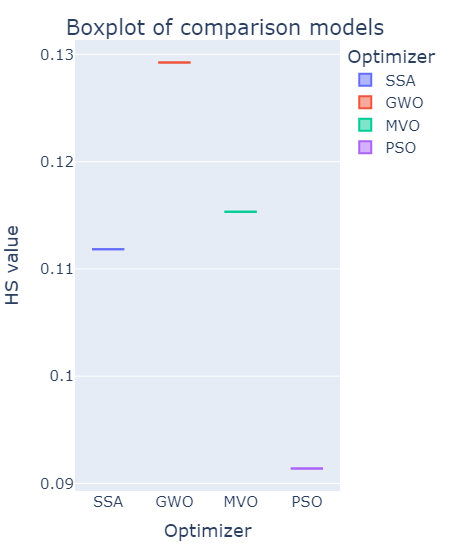 Boxplot of comparison models
Optimizer
SSA
GWO
MVO
PSO
HS value
0.13
0.12
0.11
0.1
0.09
SSA GWO MVO PSO
Optimizer